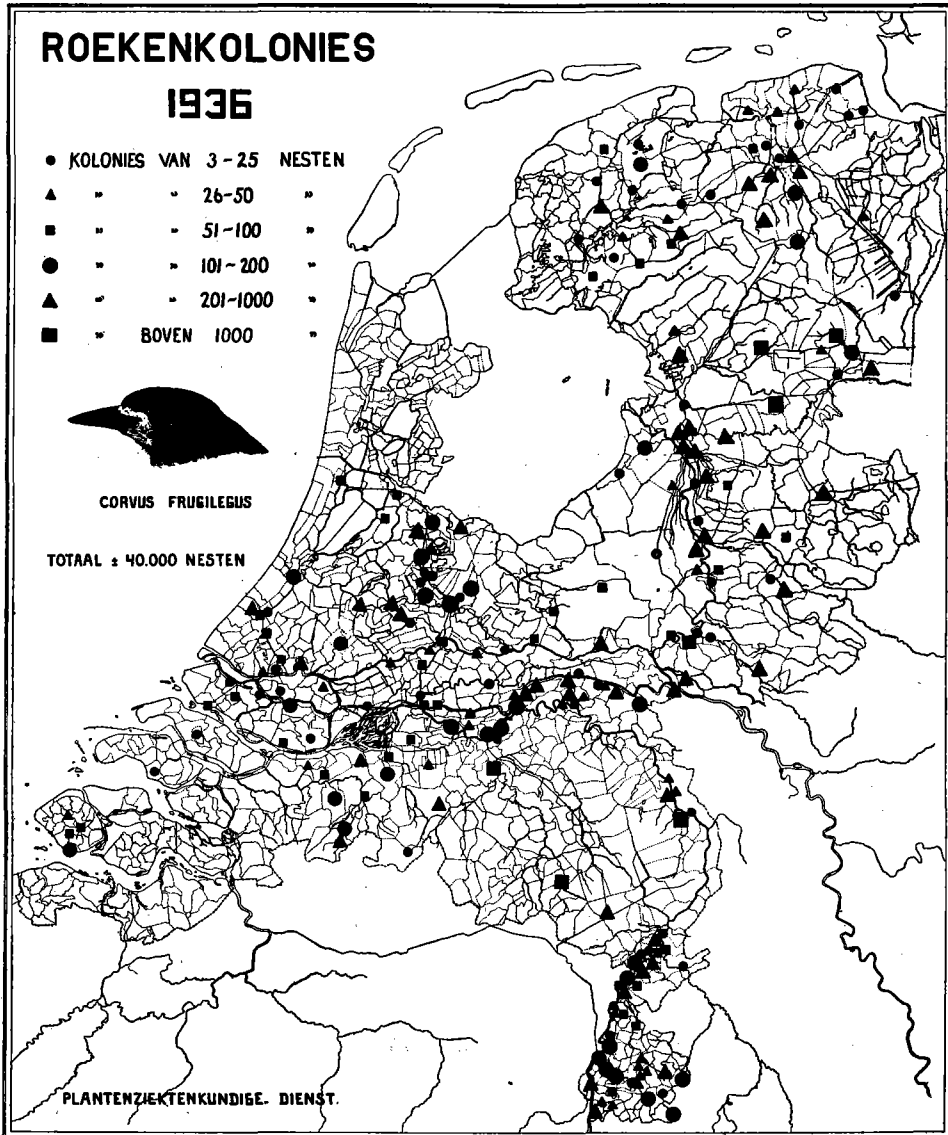 ROEKENKOLONIES
1936
KOLONIES VAN 3-25 NESTEN
" " 26-50 "
" " 51-100 "
" " 101-200 "
" " 201-1000 "
" BOVEN 1000 "
CORVUS FRUGILEGUS
TOTAAL ± 40.000 NESTEN
PLANTENZIEKTENKUNDIGE. DIENST.